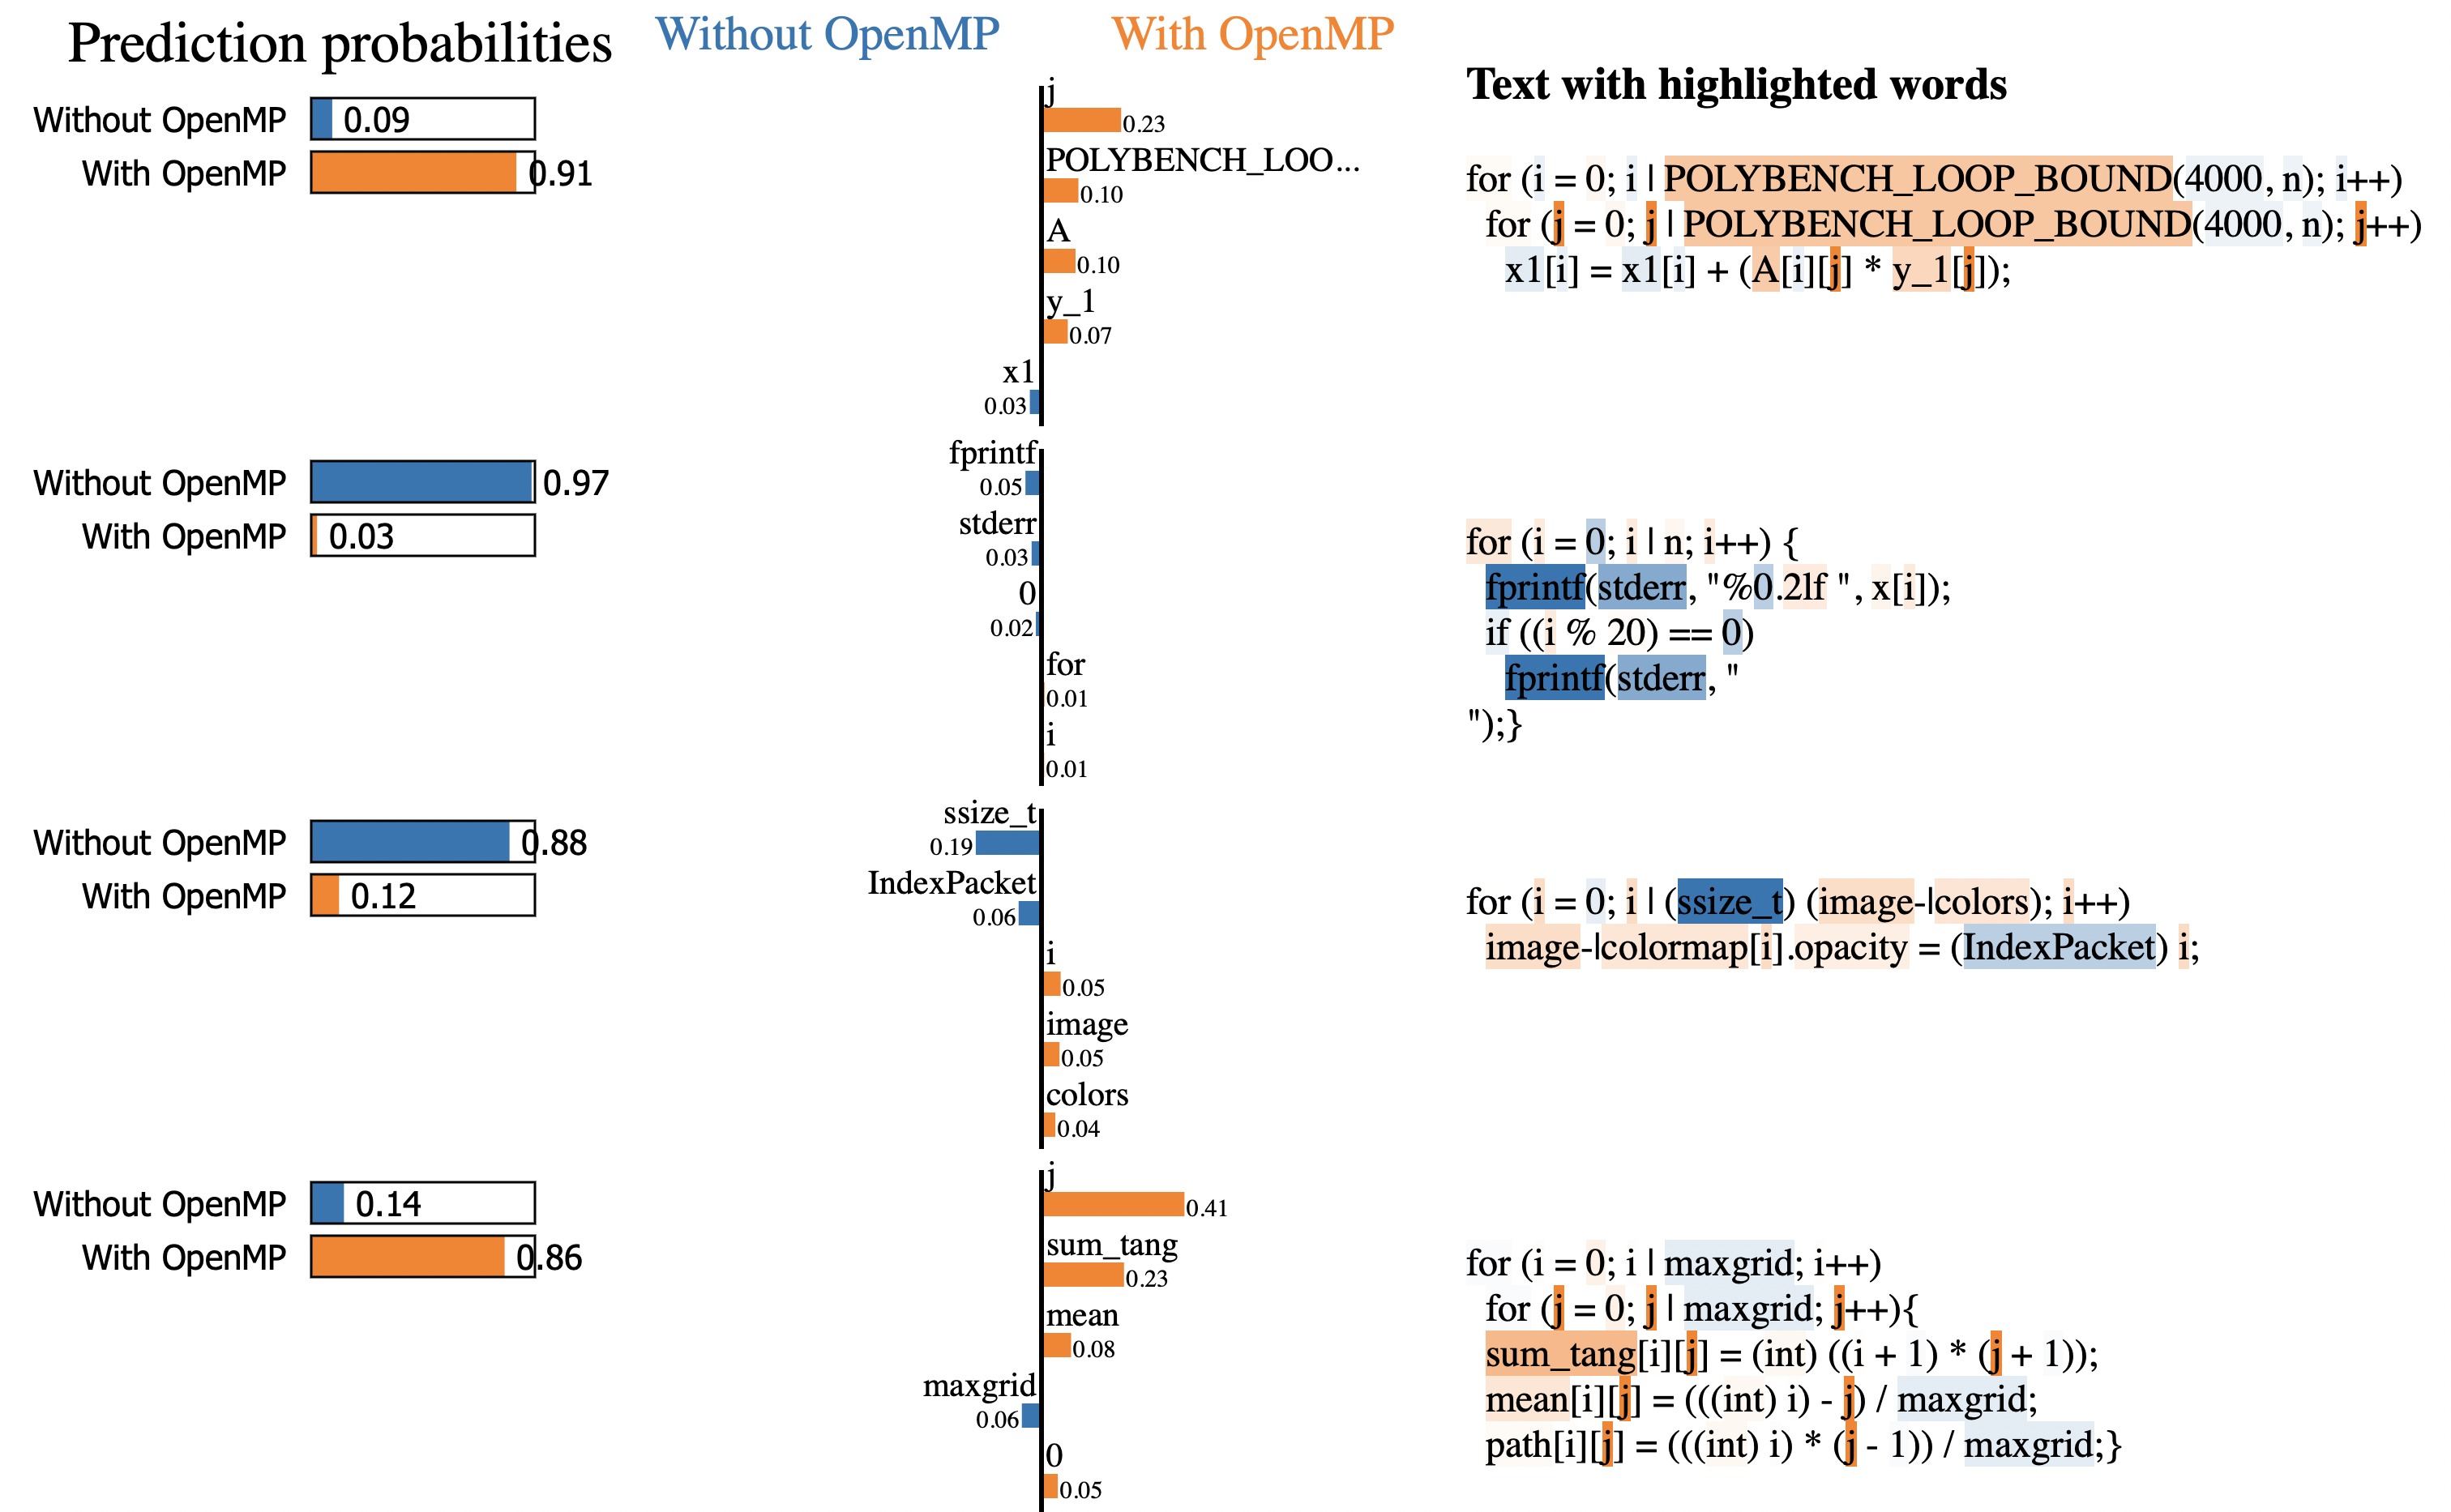 Prediction probabilities
Without OpenMP
With OpenMP
Text with highlighted words
Without OpenMP 0.09
With OpenMP 0.91
j
0.23
POLYBENCH_LOO...
0.10
A
0.10
y_1
0.07
x1
0.03
for (i = 0; i | POLYBENCH_LOOP_BOUND(4000, n); i++)
for (j = 0; j | POLYBENCH_LOOP_BOUND(4000, n); j++)
x1[i] = x1[i] + (A[i][j] * y_1[j]);
Without OpenMP 0.97
With OpenMP 0.03
fprintf
0.05
stderr
0.03
0
0.02
for
0.01
i
0.01
for (i = 0; i | n; i++) {
fprintf(stderr, "%0.2lf ", x[i]);
if ((i % 20) == 0)
fprintf(stderr, "
");}
Without OpenMP 0.88
With OpenMP 0.12
ssize_t
0.19
IndexPacket
0.06
i
0.05
image
0.05
colors
0.04
for (i = 0; i | (ssize_t) (image-|colors); i++)
image-|colormap[i].opacity = (IndexPacket) i;
Without OpenMP 0.14
With OpenMP 0.86
j
0.41
sum_tang
0.23
mean
0.08
maxgrid
0.06
0
0.05
for (i = 0; i | maxgrid; i++)
for (j = 0; j | maxgrid; j++){
sum_tang[i][j] = (int) ((i + 1) * (j + 1));
mean[i][j] = (((int) i) - j) / maxgrid;
path[i][j] = (((int) i) * (j - 1)) / maxgrid;}